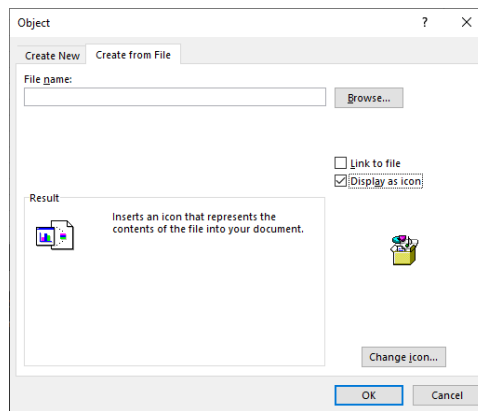 Object
?
Create New
Create from File
File name:
Browse...
Link to file
Display as icon
Result
Inserts an icon that represents the
contents of the file into your document.
Change icon...
OK
Cancel